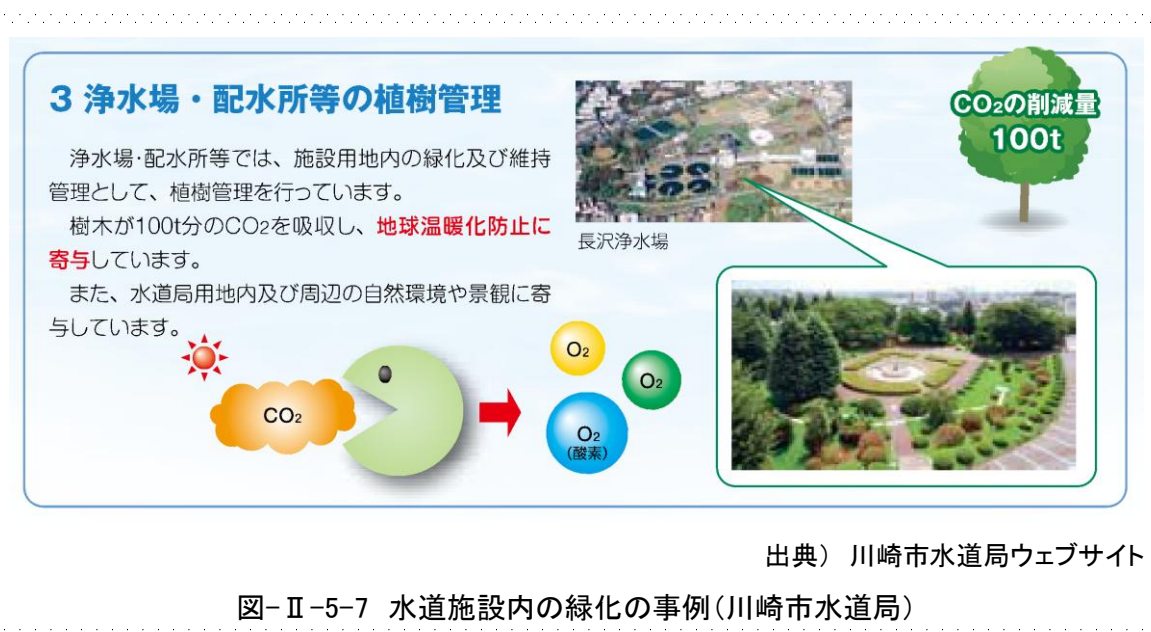 3 浄水場・配水所等の植樹管理
浄水場･配水所等では、施設用地内の緑化及び維持
管理として、植樹管理を行っています。
樹木が100t分のCO2を吸収し、地球温暖化防止に
寄与しています。
また、水道局用地内及び周辺の自然環境や景観に寄
与しています。
長沢浄水場
CO2の削減量
100t
CO2
O2
O2
O2
（酸素）
出典） 川崎市水道局ウェブサイト
図-Ⅱ-5-7 水道施設内の緑化の事例（川崎市水道局）